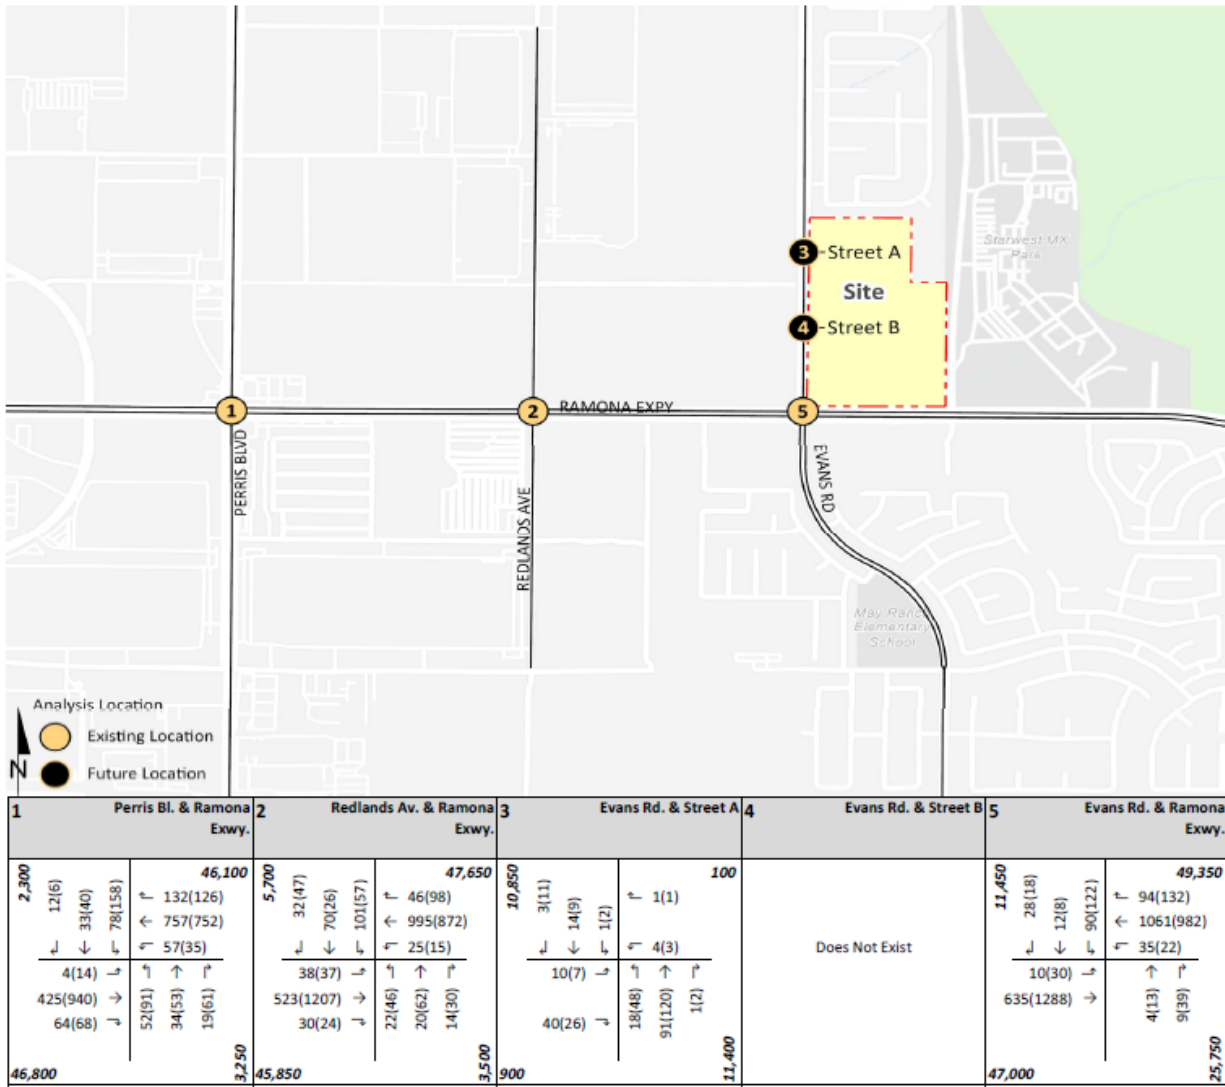 3
Street A
Starwest MX
Park
Site
4
Street B
1
2
RAMONA EXPY
5
PERRIS BLVD
REDLANDS AVE
EVANS RD
May Ranch
Elementary
School
Analysis Location
Existing Location
N
Future Location
1
Perris Bl. & Ramona
Exwy.
2,300
12(6)
33(40)
78(158)
46,100
132(126)
757(752)
57(35)
4(14)
425(940)
64(68)
52(91)
34(53)
19(61)
46,800
3,250
2
Redlands Av. & Ramona
Exwy.
5,700
32(47)
70(26)
101(57)
47,650
46(98)
995(872)
25(15)
38(37)
523(1207)
30(24)
22(46)
20(62)
14(30)
45,850
3,500
3
Evans Rd. & Street A
10,850
3(11)
14(9)
1(2)
100
1(1)
4(3)
10(7)
40(26)
18(48)
91(120)
1(2)
900
11,400
4
Evans Rd. & Street B
Does Not Exist
5
Evans Rd. & Ramona
Exwy.
11,450
28(18)
12(8)
90(122)
49,350
94(132)
1061(982)
35(22)
10(30)
635(1288)
4(13)
9(39)
47,000
25,750